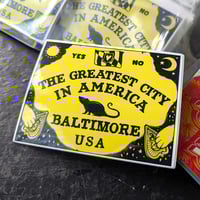 YES NO
THE GREATEST CITY
IN AMERICA
BALTIMORE
USA